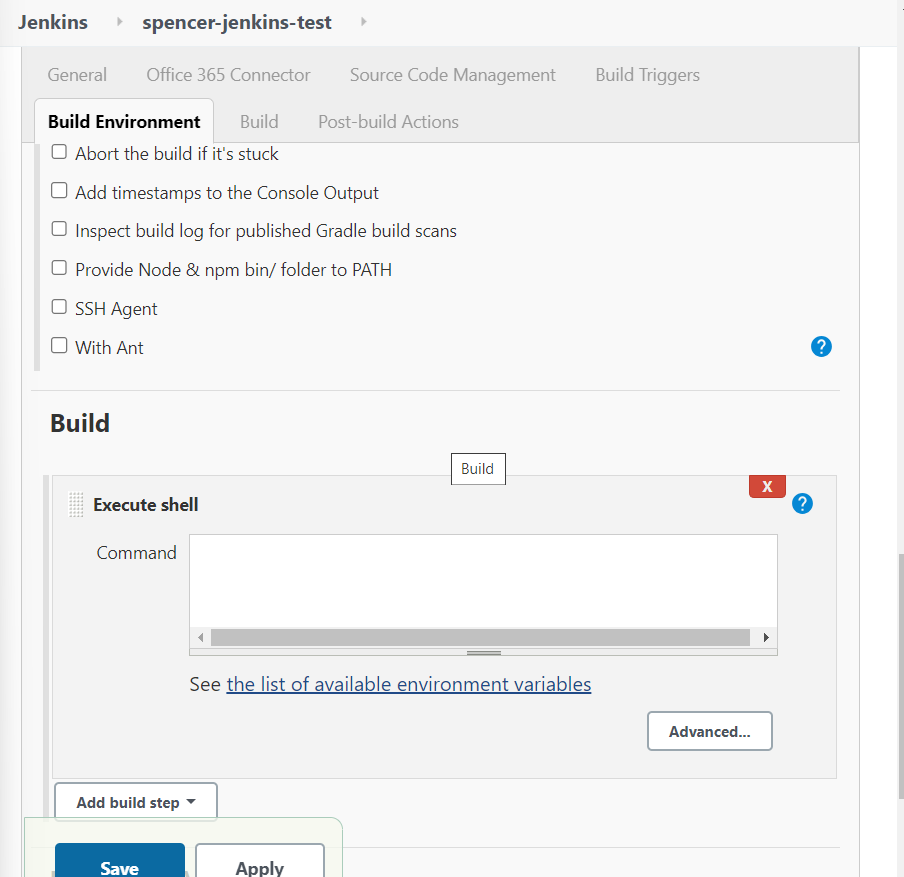 Jenkins spencer-jenkins-test
General Office 365 Connector Source Code Management Build Triggers
Build Environment Build Post-build Actions
Abort the build if it's stuck
Add timestamps to the Console Output
Inspect build log for published Gradle build scans
Provide Node & npm bin/ folder to PATH
SSH Agent
With Ant ?
Build
Build
X
Execute shell ?
Command
See the list of available environment variables
Advanced...
Add build step
Save Apply